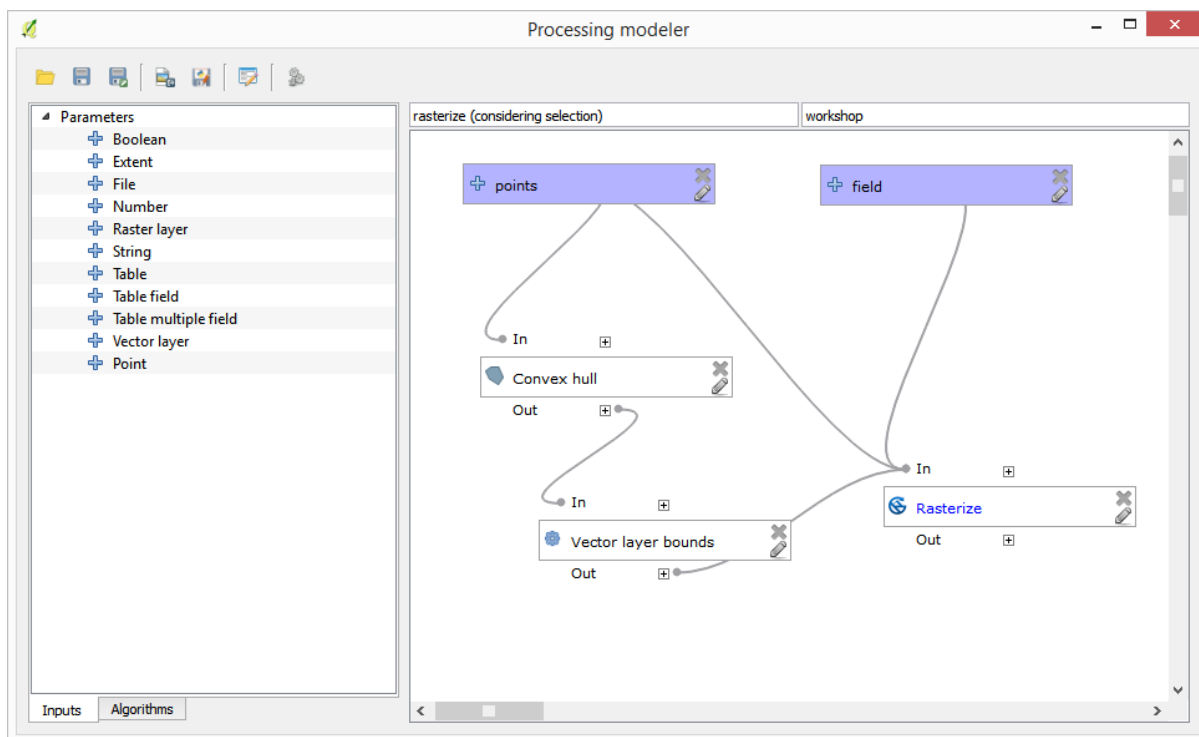 Processing modeler
Parameters
Boolean
Extent
File
Number
Raster layer
String
Table
Table field
Table multiple field
Vector layer
Point
Inputs
Algorithms
rasterize (considering selection)
workshop
points
field
In
Convex hull
Out
In
Vector layer bounds
Out
In
Rasterize
Out